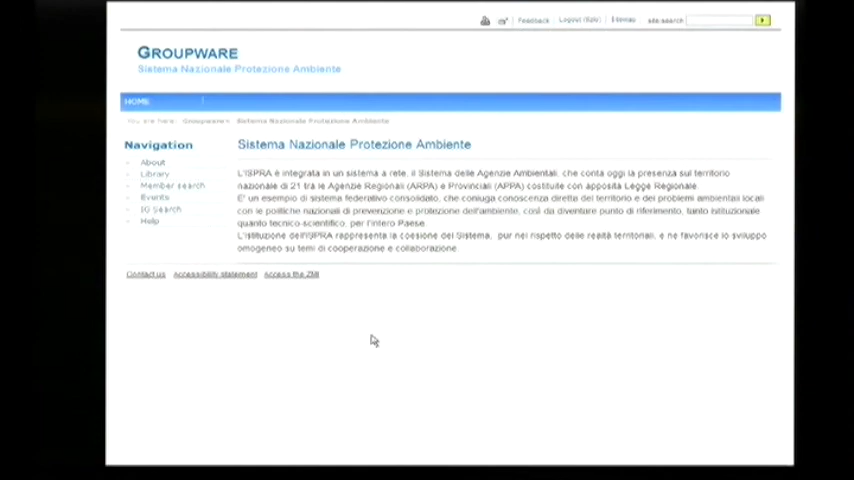 Feedback Logout Sitemap site search
GROUPWARE
Sistema Nazionale Protezione Ambiente
HOME
You are here: Groupware Sistema Nazionale Protezione Ambiente
Navigation
Sistema Nazionale Protezione Ambiente
About
Library
Member search
Events
IG Search
Help
L'ISPRA è integrata in un sistema a rete, il Sistema delle Agenzie Ambientali, che conta oggi la presenza sul territorio
nazionale di 21 tra le Agenzie Regionali (ARPA) e Provinciali (APPA) costituite con apposita Legge Regionale.
E' un esempio di sistema federativo consolidato, che coniuga conoscenza diretta del territorio e dei problemi ambientali locali
con le politiche nazionali di prevenzione e protezione dell'ambiente, così da diventare punto di riferimento, tanto istituzionale
quanto tecnico-scientifico, per l'intero Paese.
L'istituzione dell'ISPRA rappresenta la coesione del Sistema, pur nel rispetto delle realtà territoriali, e ne favorisce lo sviluppo
omogeneo su temi di cooperazione e collaborazione.
Contact us Accessibility statement Access the ZMI